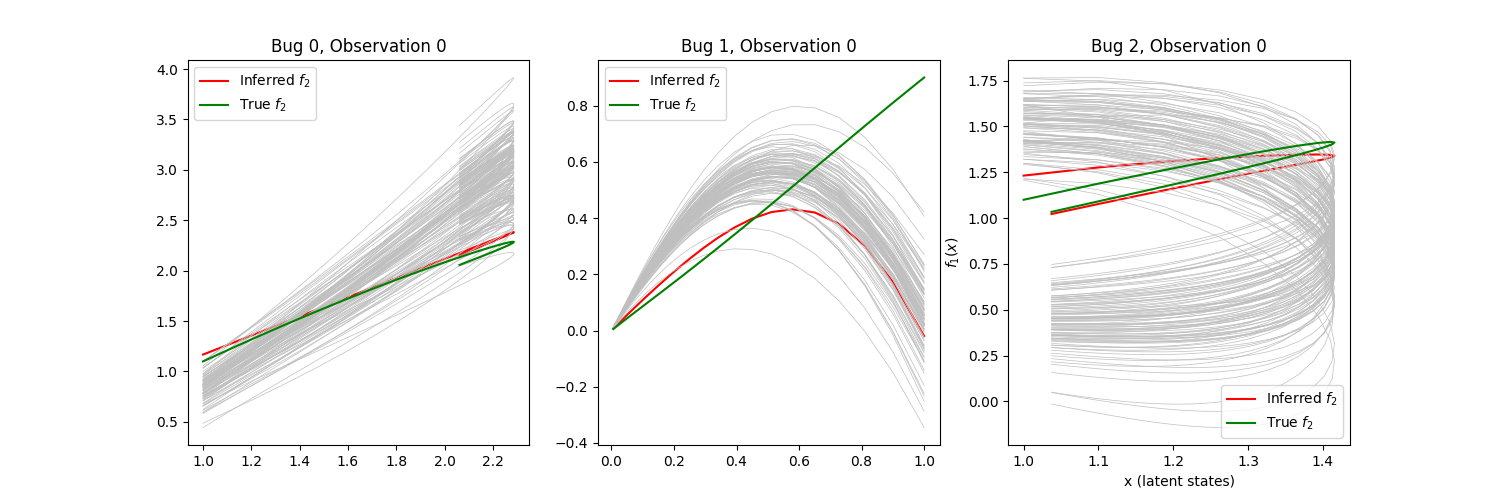 Bug 0, Observation 0
Inferred f₂
True f₂
4.0
3.5
3.0
2.5
2.0
1.5
1.0
0.5
1.0 1.2 1.4 1.6 1.8 2.0 2.2
Bug 1, Observation 0
Inferred f₂
True f₂
0.8
0.6
0.4
0.2
0.0
−0.2
−0.4
0.0 0.2 0.4 0.6 0.8 1.0
Bug 2, Observation 0
f₁(x)
1.75
1.50
1.25
1.00
0.75
0.50
0.25
0.00
Inferred f₂
True f₂
1.0 1.1 1.2 1.3 1.4
x (latent states)